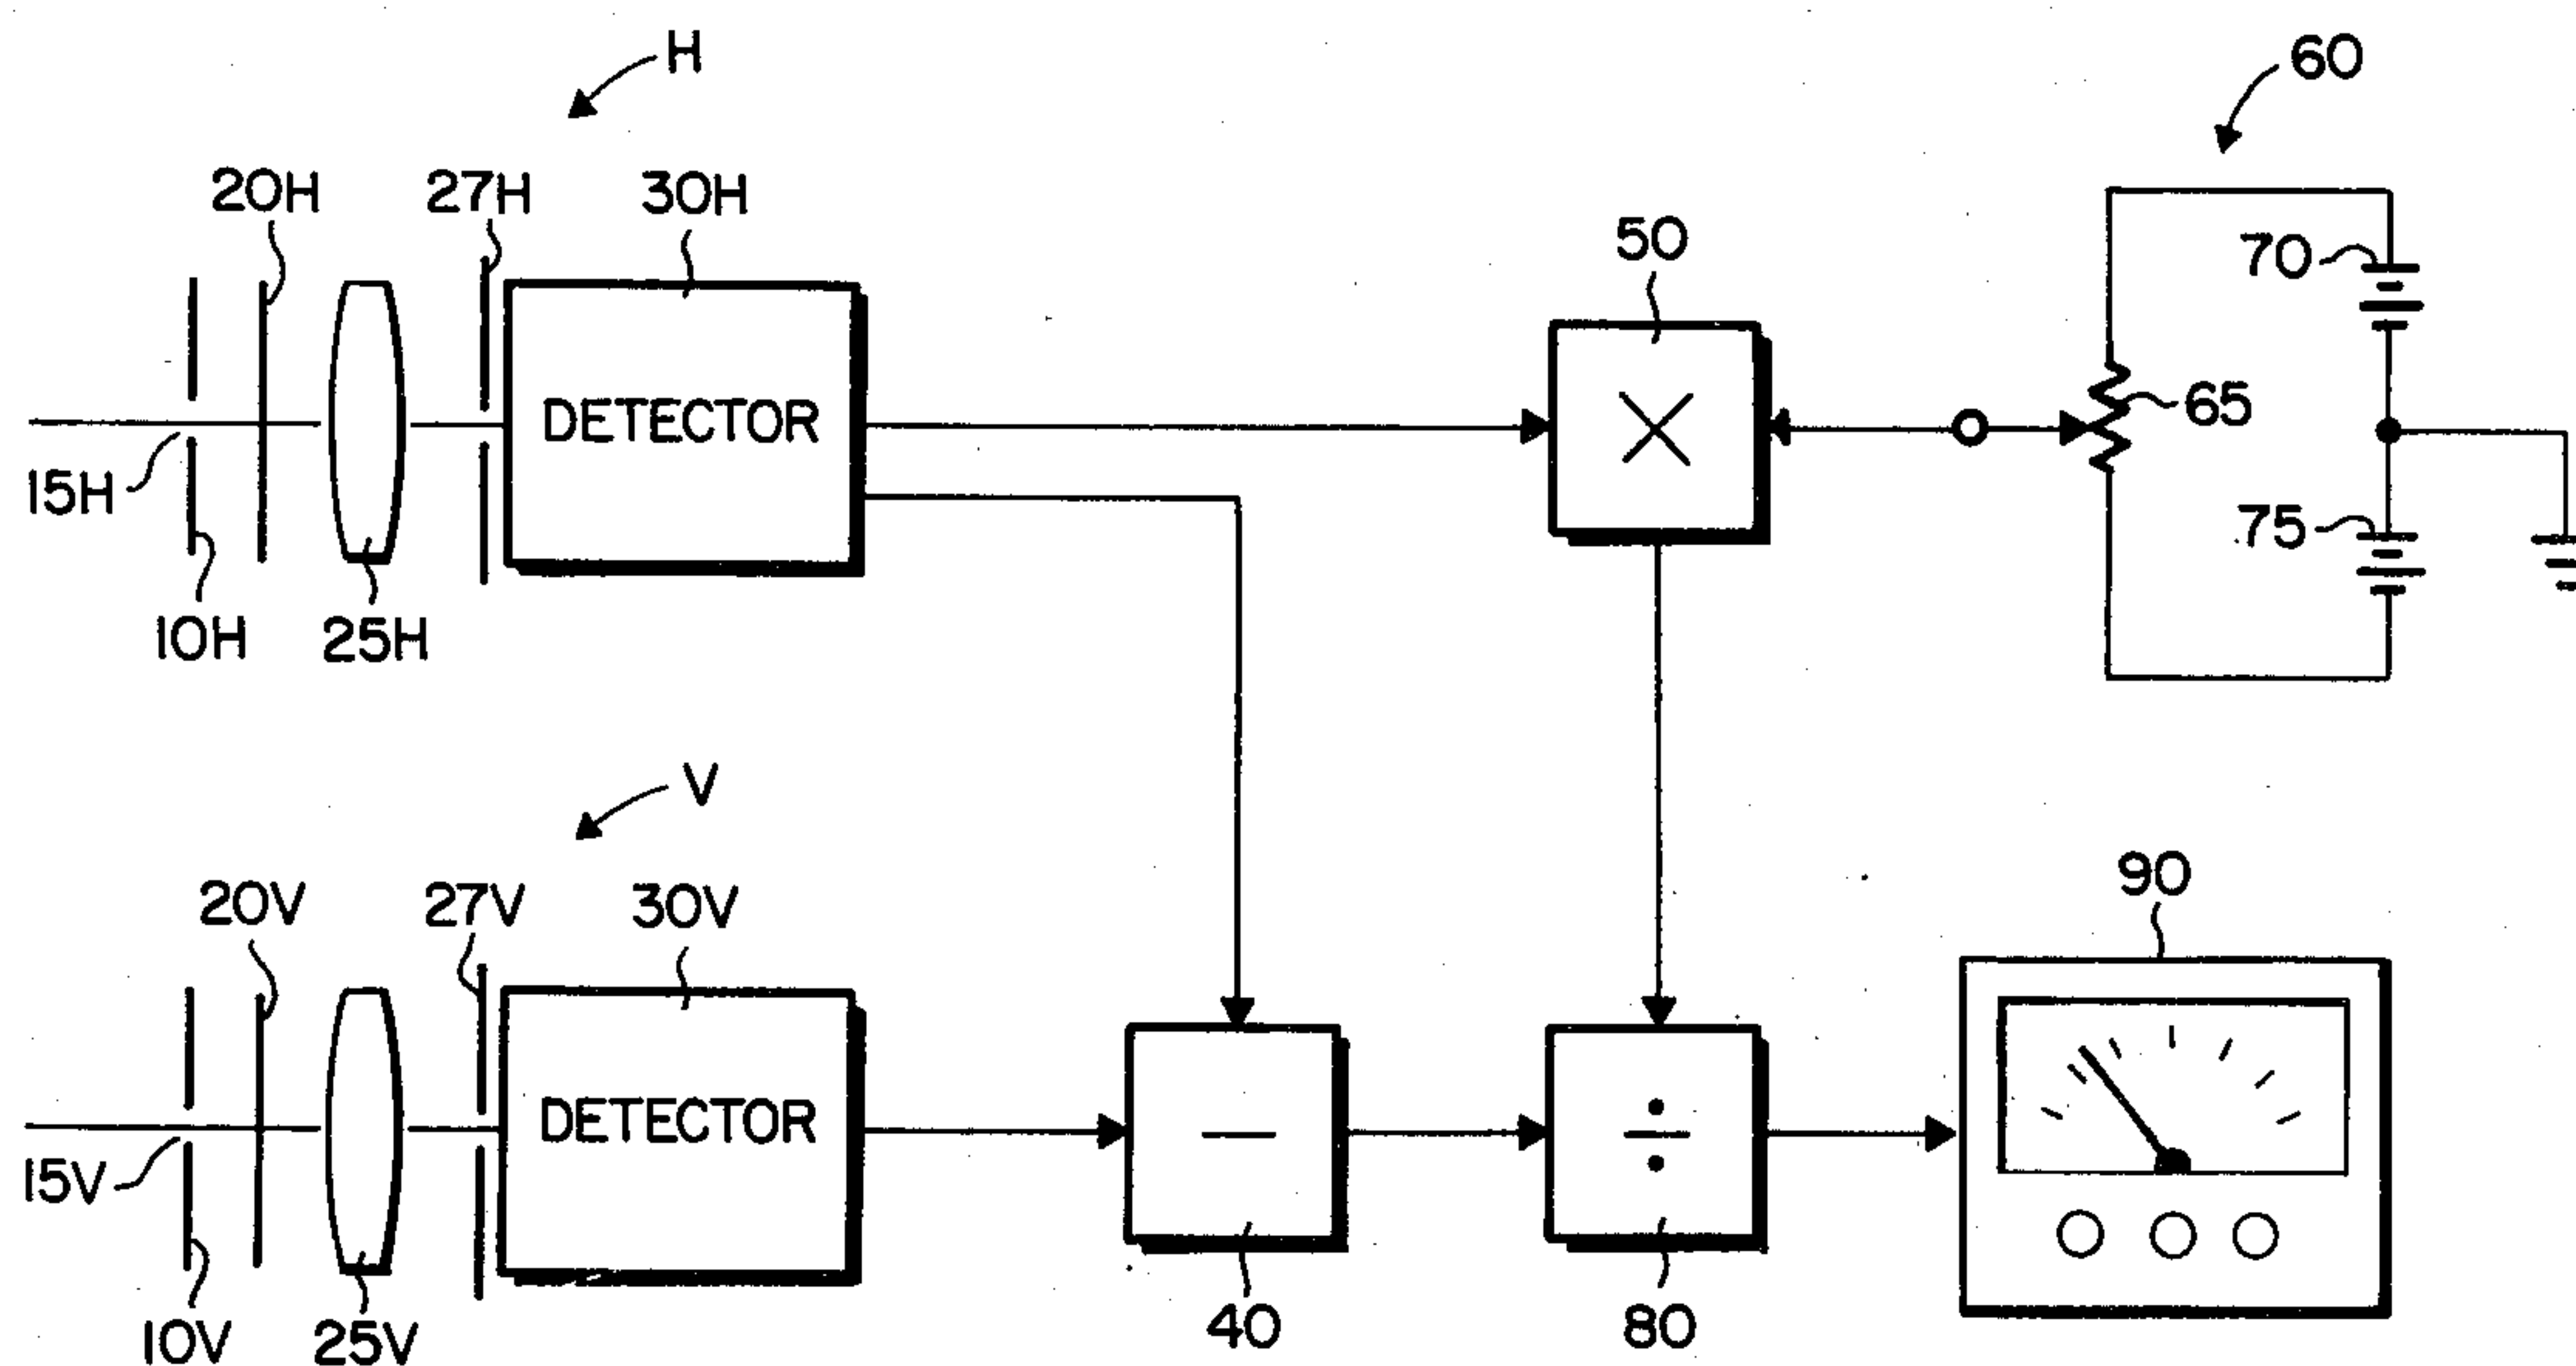 H
60
20H
27H
30H
50
70
DETECTOR
×
65
15H
75
10H
25H
V
90
20V
27V
30V
DETECTOR
−
÷
15V
10V
25V
40
80